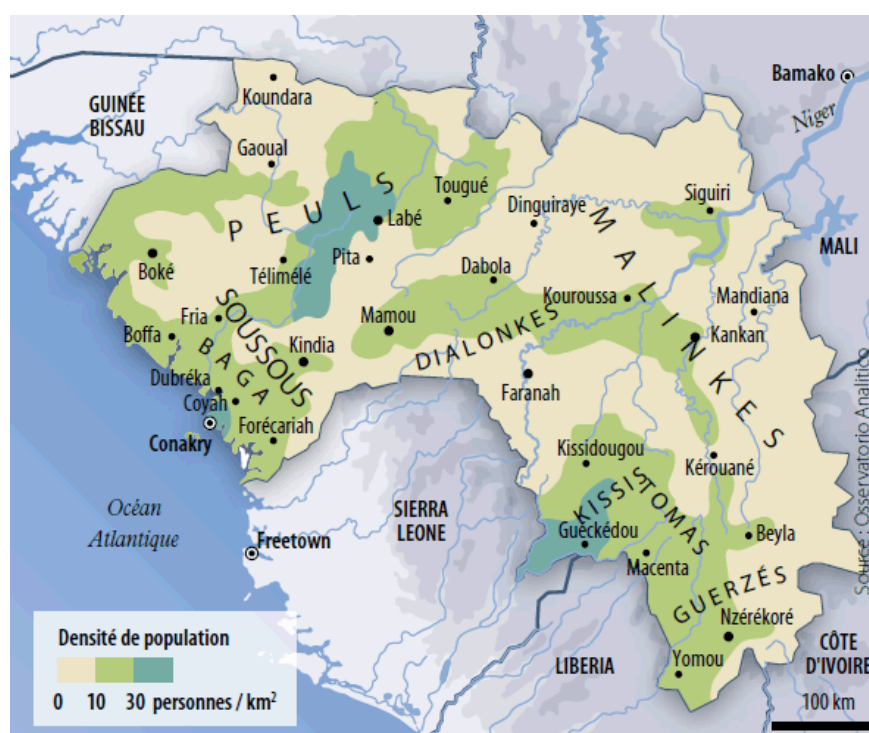 Bamako
Koundara
GUINÉE
BISSAU
Niger
Gaoual
PEULS
Tougué
Siguiri
Labé
Dinguiraye
MALINKES
MALI
Boké
Télimélé
Pita
Dabola
Kouroussa
Mandiana
Fria
SOUSSOUS
Mamou
Boffa
BAGA
Kindia
DIALONKES
Kankan
Dubréka
Coyah
Faranah
Conakry
Forécariah
Kissidougou
Kérouané
Océan
Atlantique
SIERRA
LEONE
KISSIS
TOMAS
Freetown
Guéckédou
Beyla
Macenta
GUERZÉS
Nzérékoré
Yomou
LIBERIA
CÔTE
D'IVOIRE
Densité de population
0 10 30 personnes / km²
100 km
Source : Osservatorio Analitico